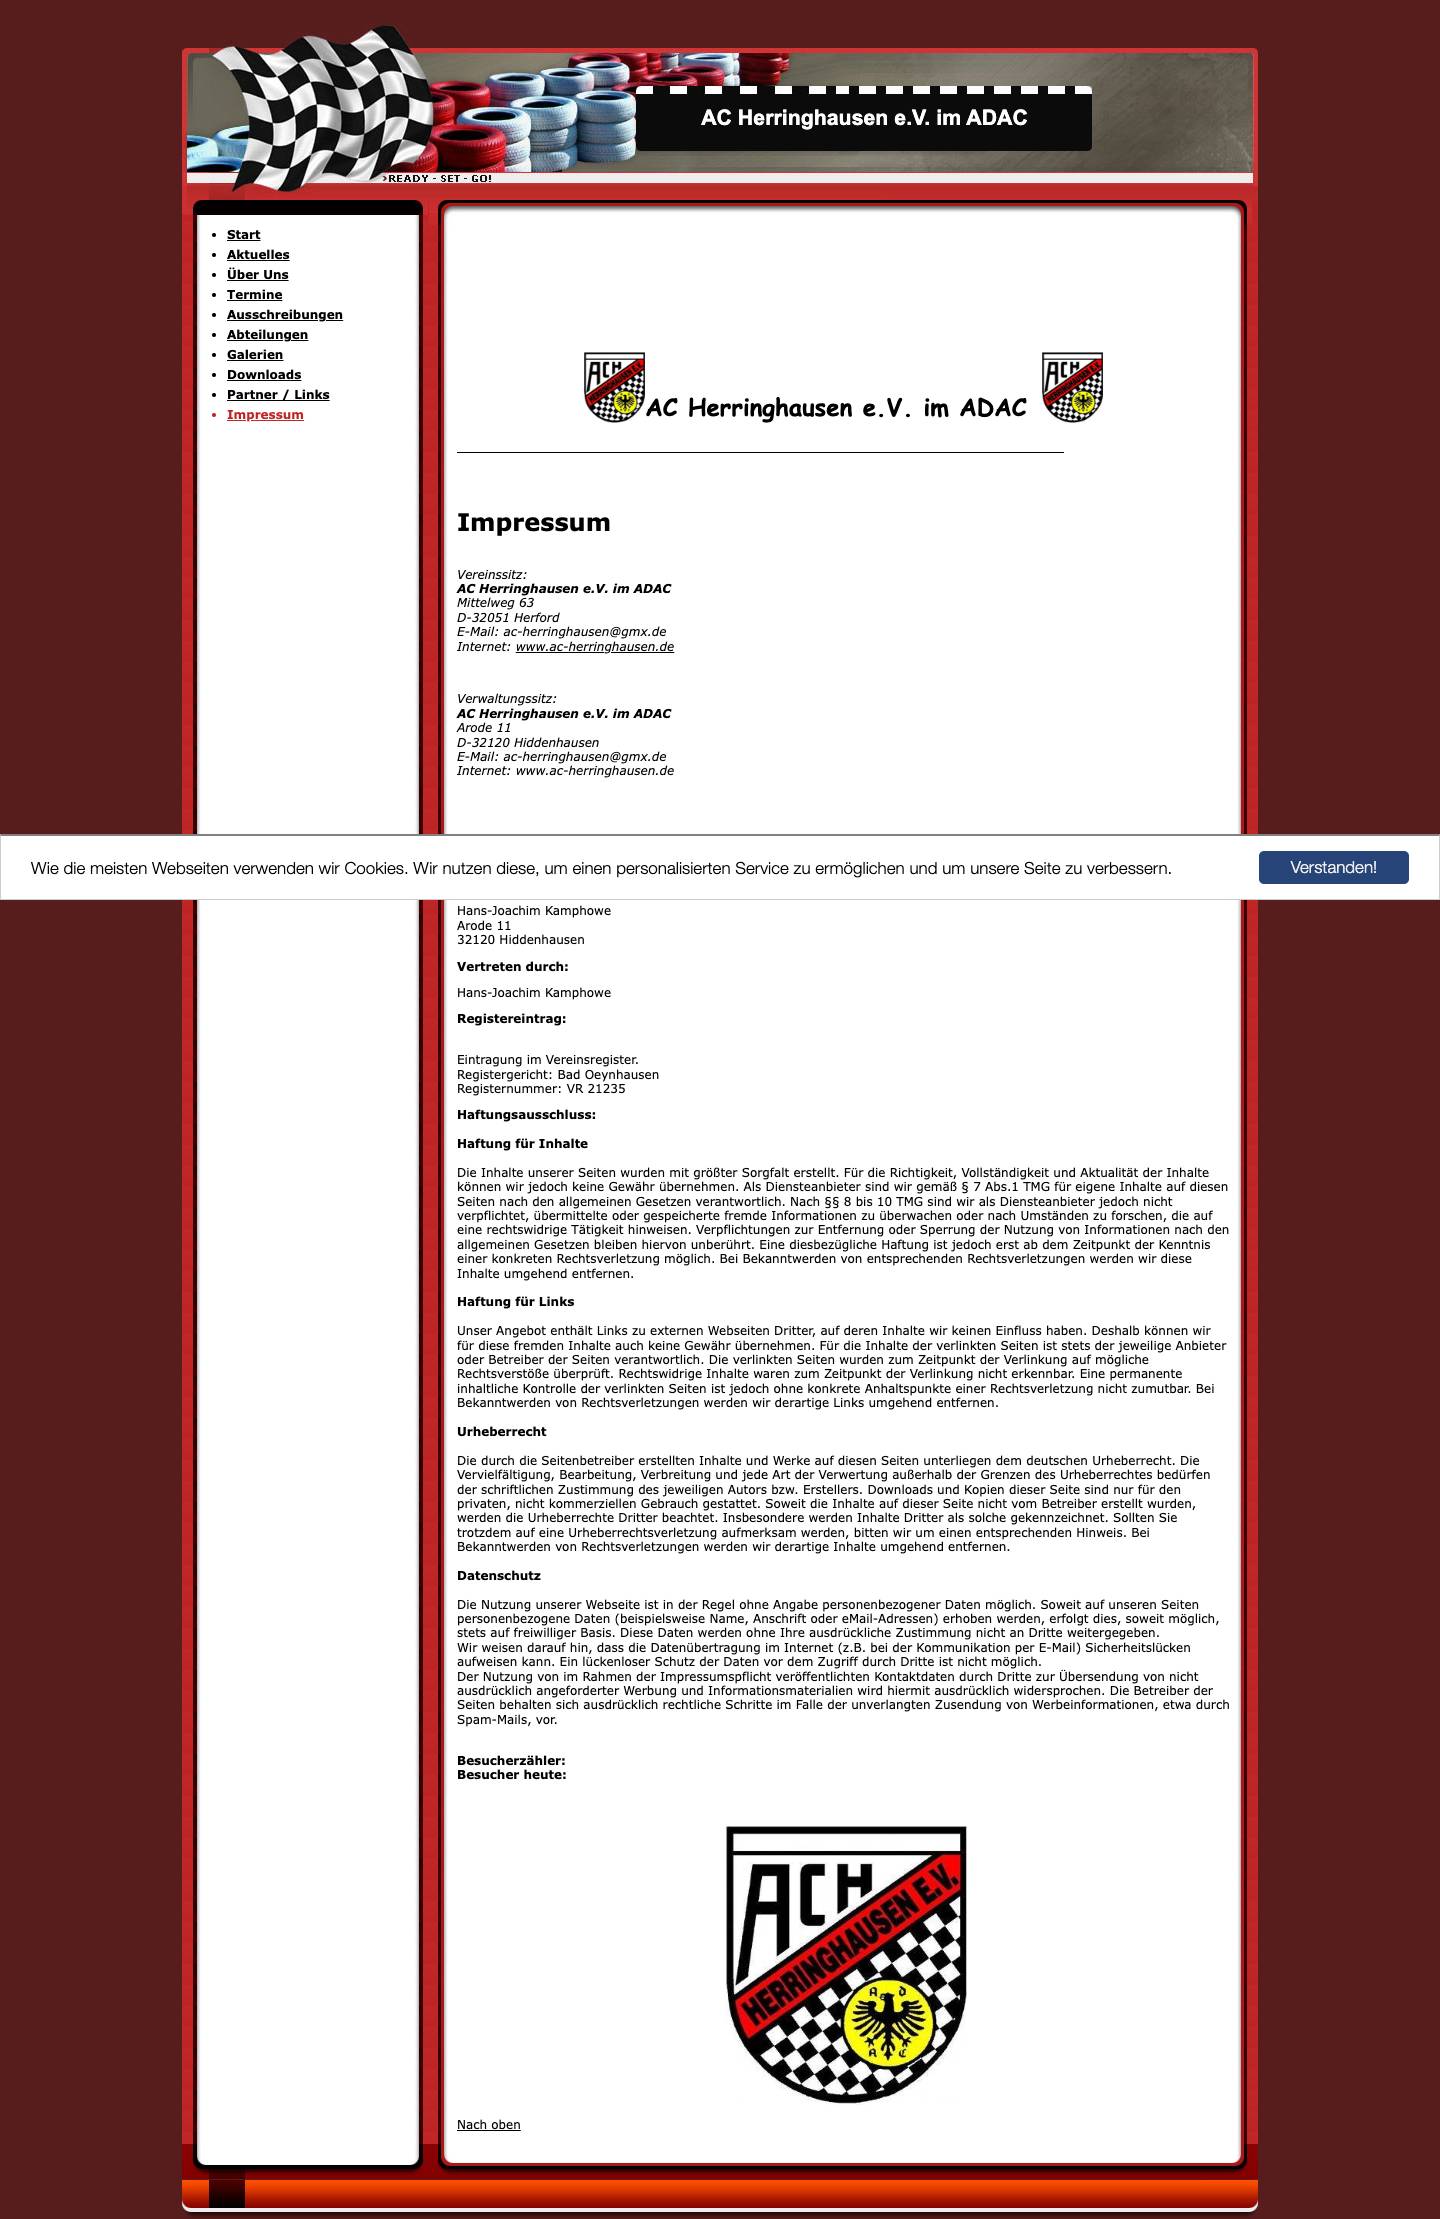 AC Herringhausen e.V. im ADAC
>READY - SET - GO!
Start
Aktuelles
Über Uns
Termine
Ausschreibungen
Abteilungen
Galerien
Downloads
Partner / Links
Impressum
ACH
HERRINGHAUSEN E.V.
AC Herringhausen e.V. im ADAC
ACH
HERRINGHAUSEN E.V.
Impressum
Vereinssitz:
AC Herringhausen e.V. im ADAC
Mittelweg 63
D-32051 Herford
E-Mail: ac-herringhausen@gmx.de
Internet: www.ac-herringhausen.de
Verwaltungssitz:
AC Herringhausen e.V. im ADAC
Arode 11
D-32120 Hiddenhausen
E-Mail: ac-herringhausen@gmx.de
Internet: www.ac-herringhausen.de
Wie die meisten Webseiten verwenden wir Cookies. Wir nutzen diese, um einen personalisierten Service zu ermöglichen und um unsere Seite zu verbessern.
Verstanden!
Hans-Joachim Kamphowe
Arode 11
32120 Hiddenhausen
Vertreten durch:
Hans-Joachim Kamphowe
Registereintrag:
Eintragung im Vereinsregister.
Registergericht: Bad Oeynhausen
Registernummer: VR 21235
Haftungsausschluss:
Haftung für Inhalte
Die Inhalte unserer Seiten wurden mit größter Sorgfalt erstellt. Für die Richtigkeit, Vollständigkeit und Aktualität der Inhalte
können wir jedoch keine Gewähr übernehmen. Als Diensteanbieter sind wir gemäß § 7 Abs.1 TMG für eigene Inhalte auf diesen
Seiten nach den allgemeinen Gesetzen verantwortlich. Nach §§ 8 bis 10 TMG sind wir als Diensteanbieter jedoch nicht
verpflichtet, übermittelte oder gespeicherte fremde Informationen zu überwachen oder nach Umständen zu forschen, die auf
eine rechtswidrige Tätigkeit hinweisen. Verpflichtungen zur Entfernung oder Sperrung der Nutzung von Informationen nach den
allgemeinen Gesetzen bleiben hiervon unberührt. Eine diesbezügliche Haftung ist jedoch erst ab dem Zeitpunkt der Kenntnis
einer konkreten Rechtsverletzung möglich. Bei Bekanntwerden von entsprechenden Rechtsverletzungen werden wir diese
Inhalte umgehend entfernen.
Haftung für Links
Unser Angebot enthält Links zu externen Webseiten Dritter, auf deren Inhalte wir keinen Einfluss haben. Deshalb können wir
für diese fremden Inhalte auch keine Gewähr übernehmen. Für die Inhalte der verlinkten Seiten ist stets der jeweilige Anbieter
oder Betreiber der Seiten verantwortlich. Die verlinkten Seiten wurden zum Zeitpunkt der Verlinkung auf mögliche
Rechtsverstöße überprüft. Rechtswidrige Inhalte waren zum Zeitpunkt der Verlinkung nicht erkennbar. Eine permanente
inhaltliche Kontrolle der verlinkten Seiten ist jedoch ohne konkrete Anhaltspunkte einer Rechtsverletzung nicht zumutbar. Bei
Bekanntwerden von Rechtsverletzungen werden wir derartige Links umgehend entfernen.
Urheberrecht
Die durch die Seitenbetreiber erstellten Inhalte und Werke auf diesen Seiten unterliegen dem deutschen Urheberrecht. Die
Vervielfältigung, Bearbeitung, Verbreitung und jede Art der Verwertung außerhalb der Grenzen des Urheberrechtes bedürfen
der schriftlichen Zustimmung des jeweiligen Autors bzw. Erstellers. Downloads und Kopien dieser Seite sind nur für den
privaten, nicht kommerziellen Gebrauch gestattet. Soweit die Inhalte auf dieser Seite nicht vom Betreiber erstellt wurden,
werden die Urheberrechte Dritter beachtet. Insbesondere werden Inhalte Dritter als solche gekennzeichnet. Sollten Sie
trotzdem auf eine Urheberrechtsverletzung aufmerksam werden, bitten wir um einen entsprechenden Hinweis. Bei
Bekanntwerden von Rechtsverletzungen werden wir derartige Inhalte umgehend entfernen.
Datenschutz
Die Nutzung unserer Webseite ist in der Regel ohne Angabe personenbezogener Daten möglich. Soweit auf unseren Seiten
personenbezogene Daten (beispielsweise Name, Anschrift oder eMail-Adressen) erhoben werden, erfolgt dies, soweit möglich,
stets auf freiwilliger Basis. Diese Daten werden ohne Ihre ausdrückliche Zustimmung nicht an Dritte weitergegeben.
Wir weisen darauf hin, dass die Datenübertragung im Internet (z.B. bei der Kommunikation per E-Mail) Sicherheitslücken
aufweisen kann. Ein lückenloser Schutz der Daten vor dem Zugriff durch Dritte ist nicht möglich.
Der Nutzung von im Rahmen der Impressumspflicht veröffentlichten Kontaktdaten durch Dritte zur Übersendung von nicht
ausdrücklich angeforderter Werbung und Informationsmaterialien wird hiermit ausdrücklich widersprochen. Die Betreiber der
Seiten behalten sich ausdrücklich rechtliche Schritte im Falle der unverlangten Zusendung von Werbeinformationen, etwa durch
Spam-Mails, vor.
Besucherzähler:
Besucher heute:
ACH
HERRINGHAUSEN E.V.
A D
A C
Nach oben